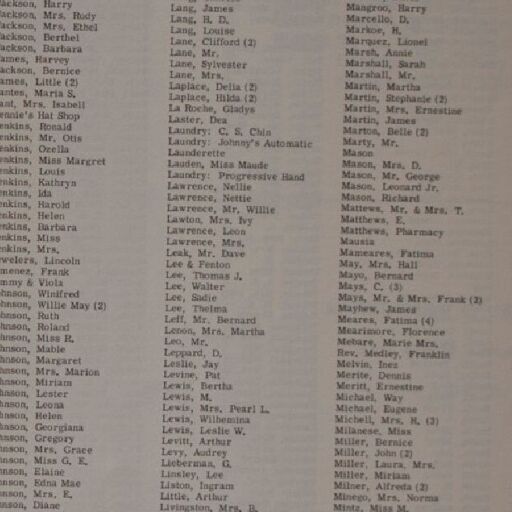 Jackson, Harry
Jackson, Mrs. Rudy
Jackson, Mrs. Ethel
Jackson, Berthel
Jackson, Barbara
James, Harvey
Jackson, Bernice
James, Little (2)
Maria S.
Mrs. Isabell
Jennie's Hat Shop
Jenkins, Ronald
Jenkins, Mr. Otis
Jenkins, Ozella
Jenkins, Miss Margret
Jenkins, Louis
Jenkins, Kathryn
Jenkins, Ida
Jenkins, Harold
Jenkins, Helen
Jenkins, Barbara
Jenkins, Miss
Jenkins, Mrs.
Jewelers, Lincoln
Jimenez, Frank
Jimmy & Viola
Johnson, Winifred
Johnson, Willie May (2)
Johnson, Ruth
Johnson, Roland
Johnson, Miss R.
Johnson, Mable
Johnson, Margaret
Johnson, Mrs. Marion
Johnson, Miriam
Johnson, Lester
Johnson, Leona
Johnson, Helen
Johnson, Georgiana
Johnson, Gregory
Johnson, Mrs. Grace
Johnson, Miss G. E.
Johnson, Elaine
Johnson, Edna Mae
Johnson, Mrs. E.
Johnson, Diane
Lang, James
Lang, H. D.
Lang, Louise
Lane, Clifford (2)
Lane, Mr.
Lane, Sylvester
Lane, Mrs.
Laplace, Delia (2)
Laplace, Hilda (2)
La Roche, Gladys
Laster, Dea
Laundry: C. S. Chin
Laundry: Johnny's Automatic
Launderette
Lauden, Miss Maude
Laundry: Progressive Hand
Lawrence, Nellie
Lawrence, Nettie
Lawrence, Mr. Willie
Lawton, Mrs. Ivy
Lawrence, Leon
Lawrence, Mrs.
Leak, Mr. Dave
Lee & Fenton
Lee, Thomas J.
Lee, Walter
Lee, Sadie
Lee, Thelma
Leff, Mr. Bernard
Lenon, Mrs. Martha
Leo, Mr.
Leppard, D.
Leslie, Jay
Levine, Pat
Lewis, Bertha
Lewis, M.
Lewis, Mrs. Pearl L.
Lewis, Wilhemina
Lewis, Leslie W.
Levitt, Arthur
Levy, Audrey
Lieberman, G.
Linsley, Lee
Liston, Ingram
Little, Arthur
Livingston, Mrs. B.
Mangroo, Harry
Marcello, D.
Markoe, H.
Marquez, Lionel
Marsh, Annie
Marshall, Sarah
Marshall, Mr.
Martin, Martha
Martin, Stephanie (2)
Martin, Mrs. Ernestine
Martin, James
Marton, Belle (2)
Marty, Mr.
Mason
Mason, Mrs. D.
Mason, Mr. George
Mason, Leonard Jr.
Mason, Richard
Mattews, Mr. & Mrs. T.
Matthews, E.
Matthews, Pharmacy
Mausia
Mameares, Fatima
May, Mrs. Hall
Mayo, Bernard
Mays, C. (3)
Mays, Mr. & Mrs. Frank (2)
Mayhew, James
Meares, Fatima (4)
Mearimore, Florence
Mebare, Marie Mrs.
Rev. Medley, Franklin
Melvin, Inez
Merite, Dennis
Meritt, Ernestine
Michael, Way
Michael, Eugene
Michell, Mrs. H. (3)
Milanese, Miss
Miller, Bernice
Miller, John (2)
Miller, Laura, Mrs.
Miller, Miriam
Milner, Alfreda (2)
Minego, Mrs. Norma
Mintz, Miss M.